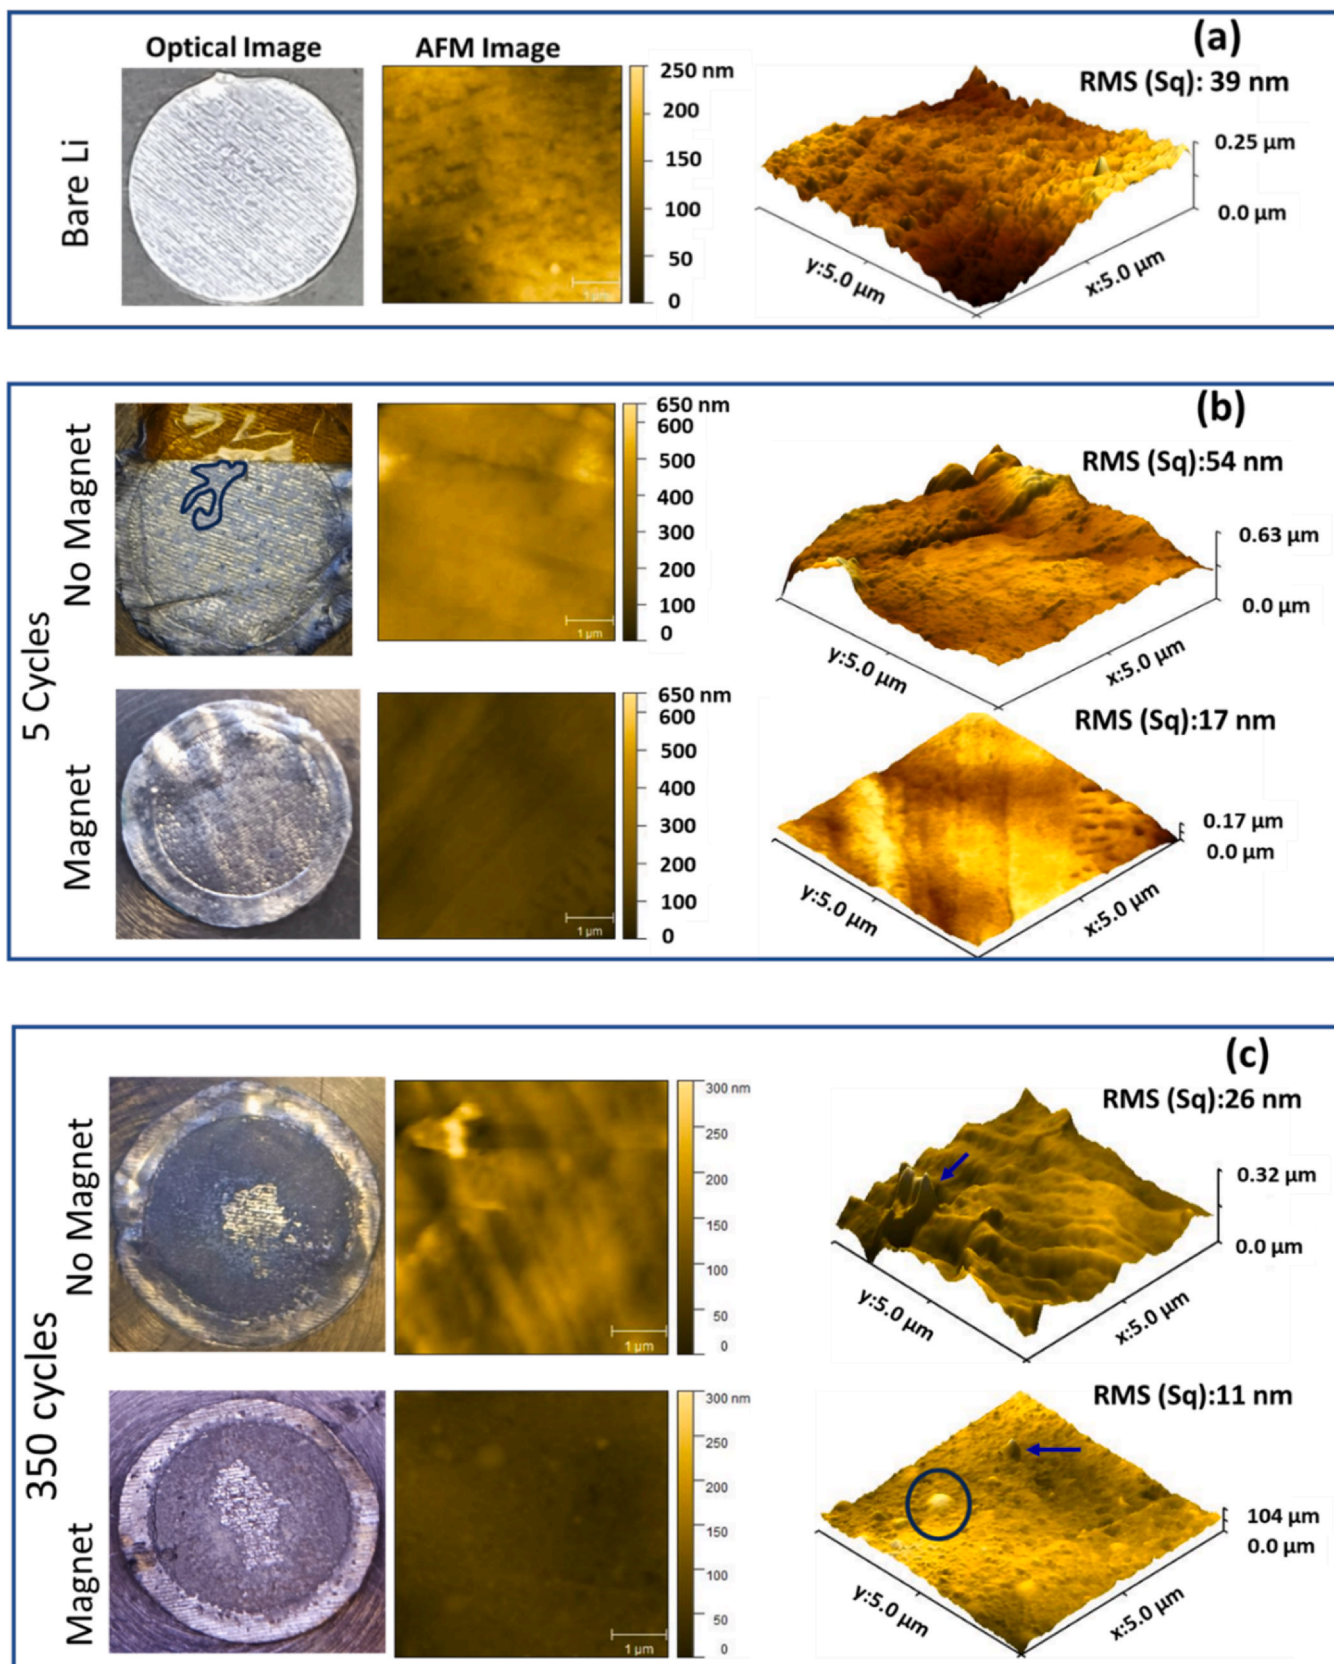 (a)
Optical Image
AFM Image
Bare Li
250 nm
200
150
100
50
0
1 μm
RMS (Sq): 39 nm
0.25 μm
0.0 μm
y:5.0 μm
x:5.0 μm
(b)
5 Cycles
No Magnet
650 nm
600
500
400
300
200
100
0
1 μm
RMS (Sq):54 nm
0.63 μm
0.0 μm
y:5.0 μm
x:5.0 μm
Magnet
650 nm
600
500
400
300
200
100
0
1 μm
RMS (Sq):17 nm
0.17 μm
0.0 μm
y:5.0 μm
x:5.0 μm
(c)
350 cycles
No Magnet
300 nm
250
200
150
100
50
0
1 μm
RMS (Sq):26 nm
0.32 μm
0.0 μm
y:5.0 μm
x:5.0 μm
Magnet
300 nm
250
200
150
100
50
0
1 μm
RMS (Sq):11 nm
104 μm
0.0 μm
y:5.0 μm
x:5.0 μm